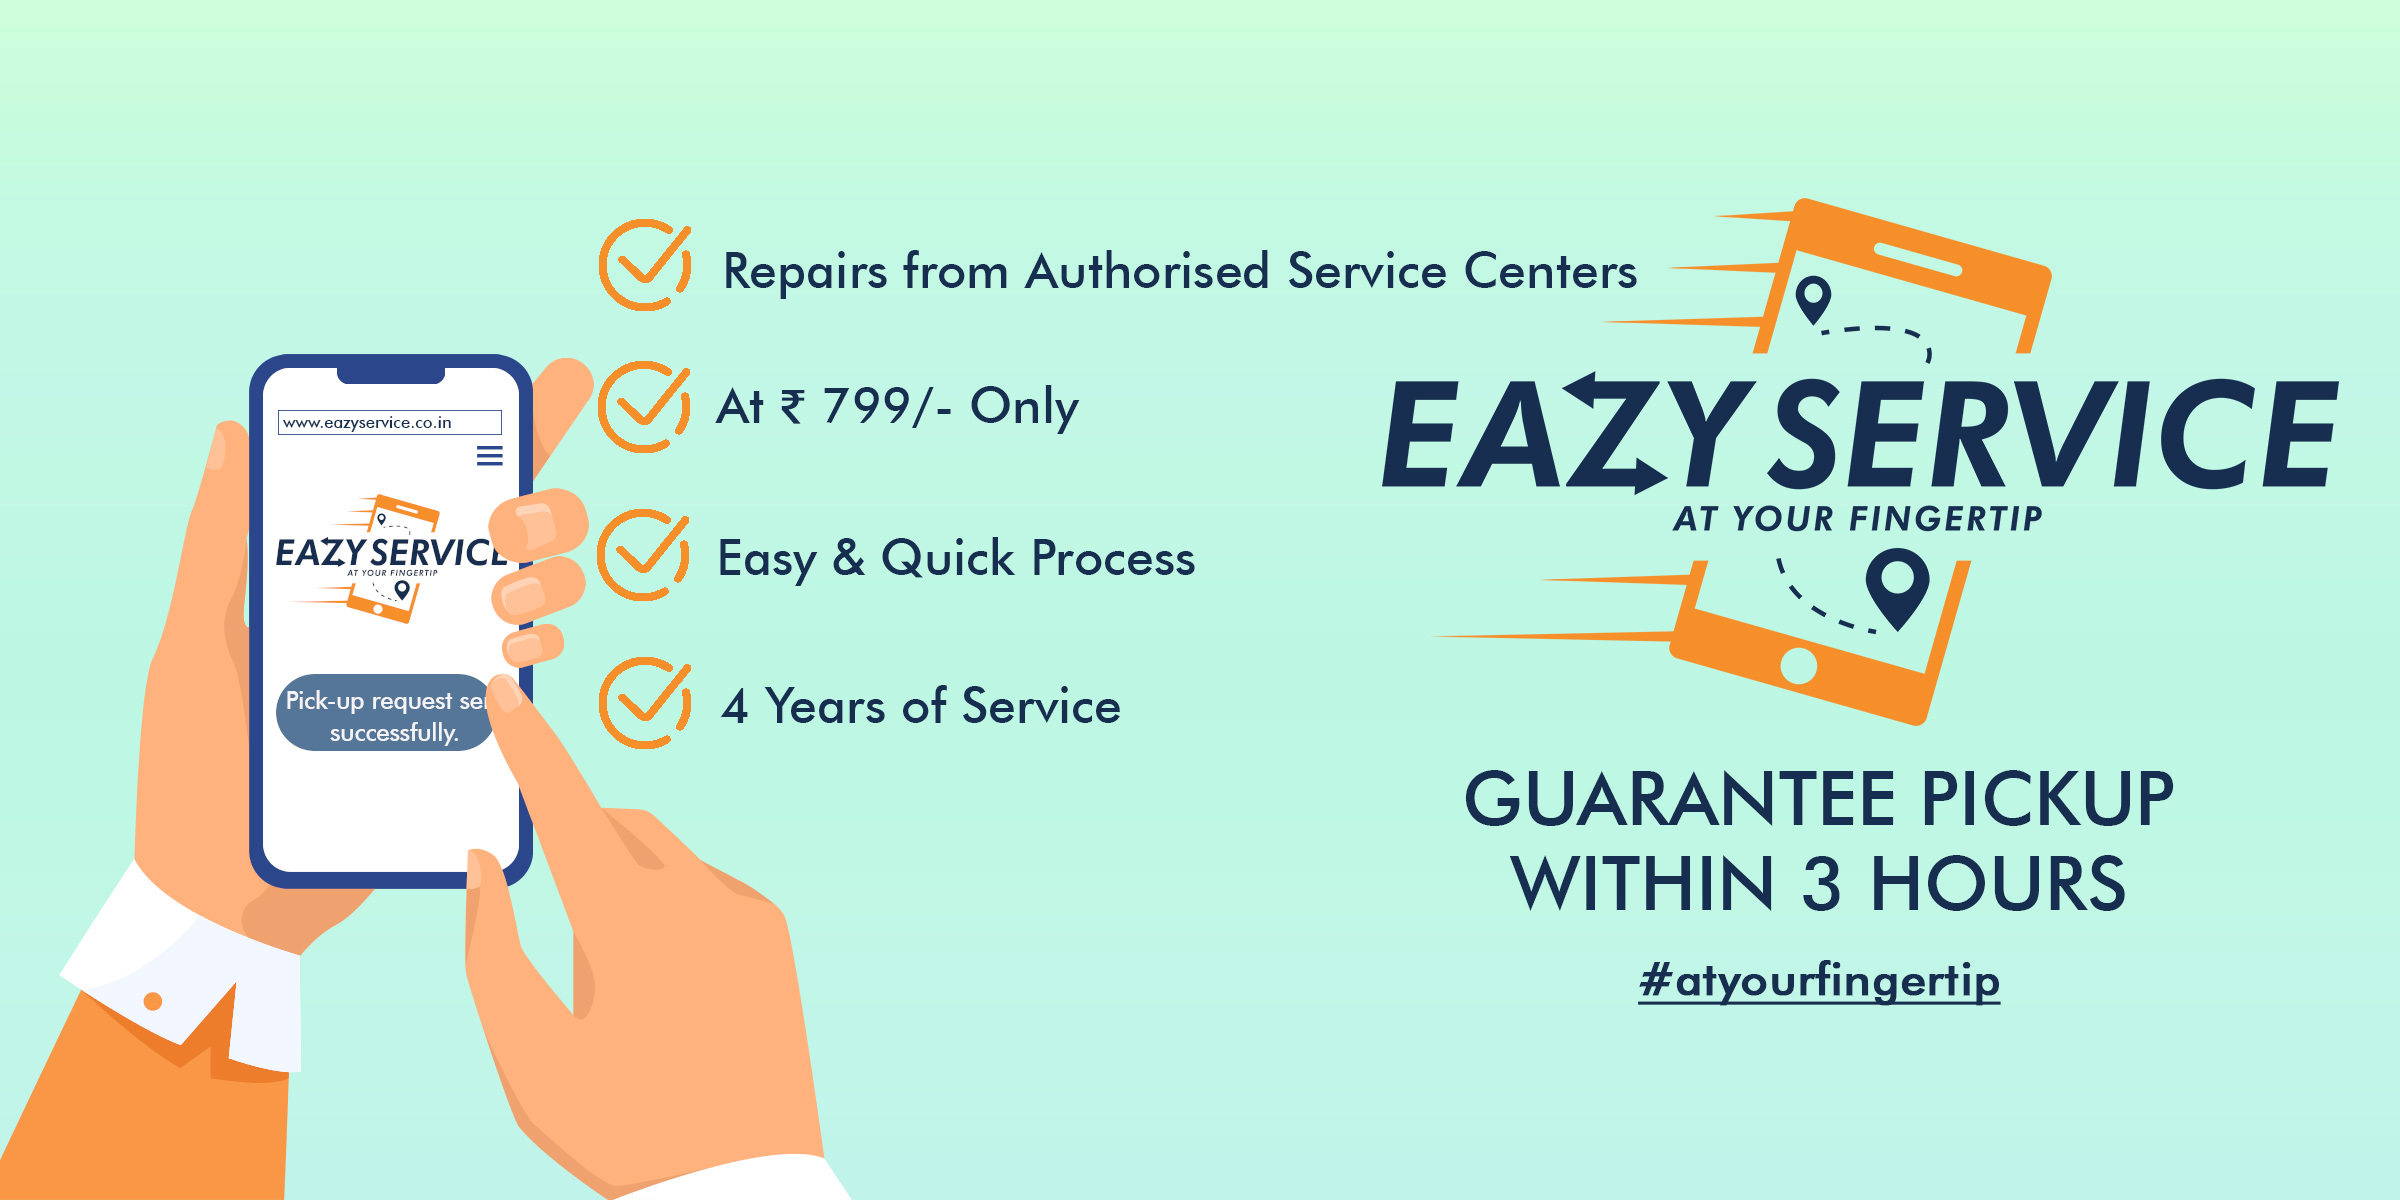 Repairs from Authorised Service Centers
At ₹ 799/- Only
Easy & Quick Process
4 Years of Service
www.eazyservice.co.in
EAZY SERVICE
AT YOUR FINGERTIP
Pick-up request
successfully.
EAZY SERVICE
AT YOUR FINGERTIP
GUARANTEE PICKUP
WITHIN 3 HOURS
#atyourfingertip